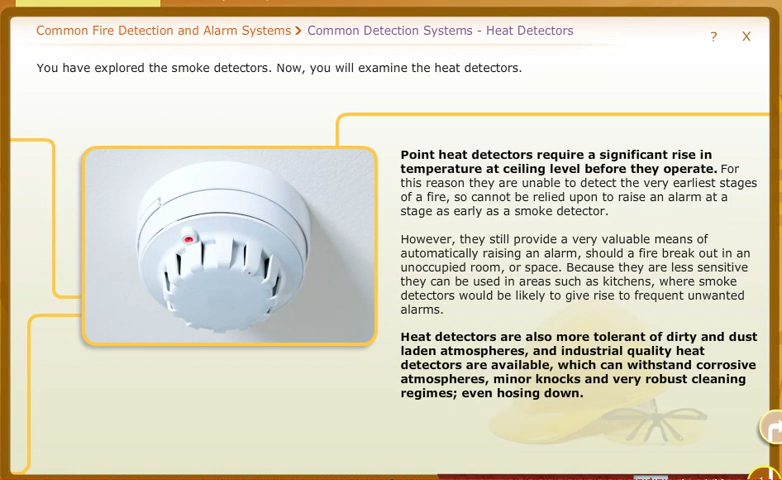 Common Fire Detection and Alarm Systems > Common Detection Systems - Heat Detectors
? X
You have explored the smoke detectors. Now, you will examine the heat detectors.
Point heat detectors require a significant rise in
temperature at ceiling level before they operate. For
this reason they are unable to detect the very earliest stages
of a fire, so cannot be relied upon to raise an alarm at a
stage as early as a smoke detector.
However, they still provide a very valuable means of
automatically raising an alarm, should a fire break out in an
unoccupied room, or space. Because they are less sensitive
they can be used in areas such as kitchens, where smoke
detectors would be likely to give rise to frequent unwanted
alarms.
Heat detectors are also more tolerant of dirty and dust
laden atmospheres, and industrial quality heat
detectors are available, which can withstand corrosive
atmospheres, minor knocks and very robust cleaning
regimes; even hosing down.